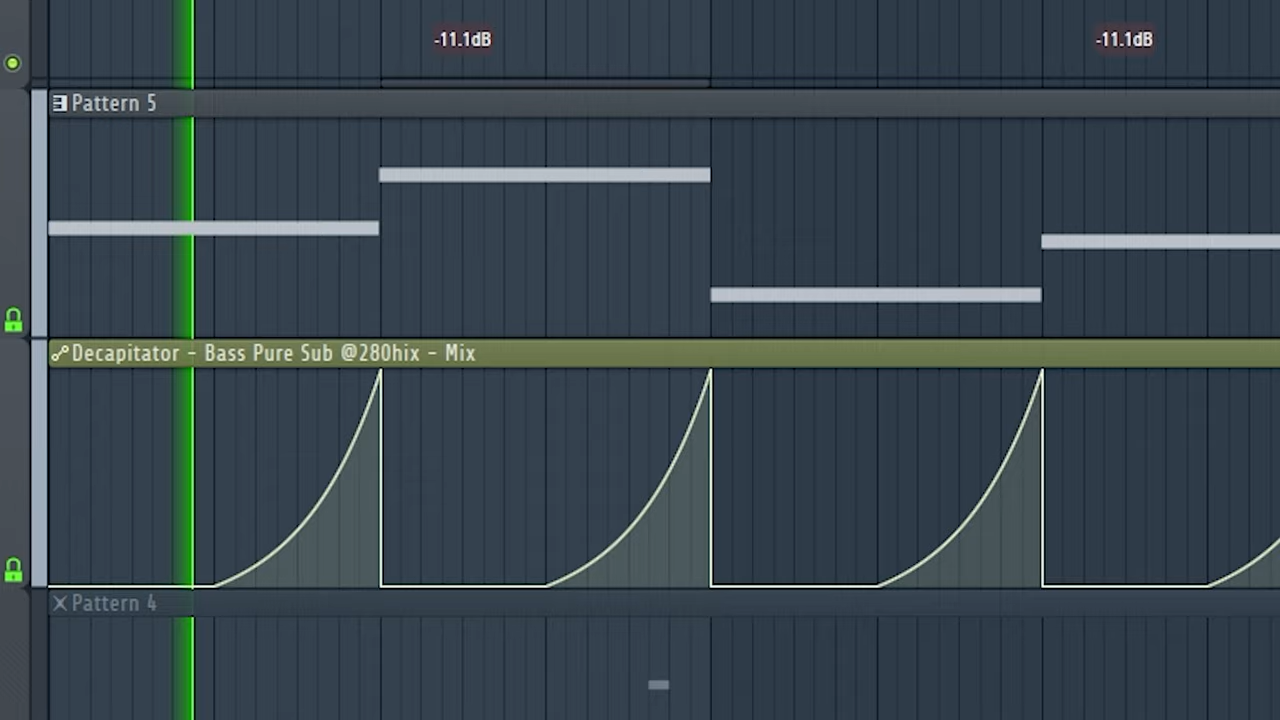 -11.1dB -11.1dB
Pattern 5
Decapitator - Bass Pure Sub @280hix - Mix
Pattern 4